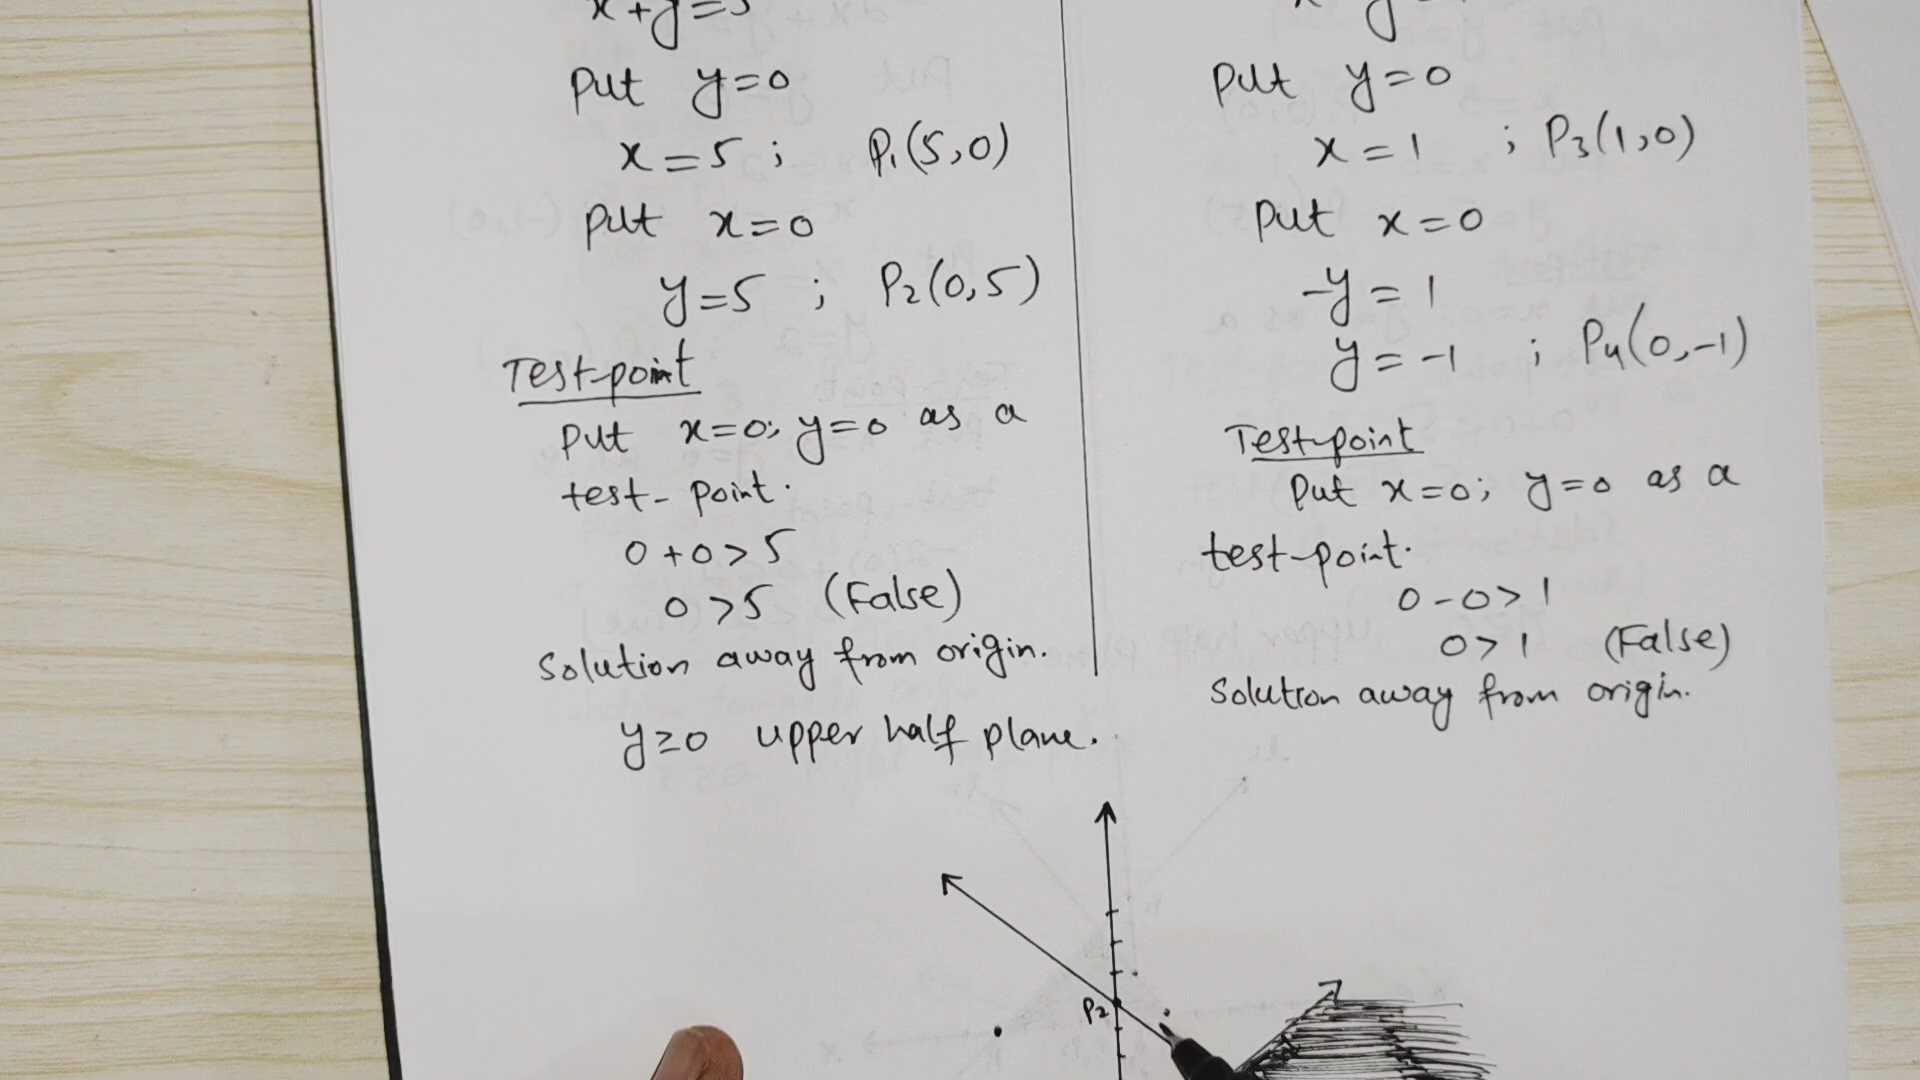 x+y=5
Put y=0
x=5 ; P₁(5,0)
Put x=0
y=5 ; P₂(0,5)
Test-point
Put x=0; y=0 as a
test-point.
0+0>5
0>5 (False)
Solution away from origin.
y≥0 upper half plane.
Put y=0
x=1 ; P₃(1,0)
Put x=0
-y=1
y=-1 ; P₄(0,-1)
Test-point
Put x=0; y=0 as a
test-point.
0-0>1
0>1 (False)
Solution away from origin.
P₂